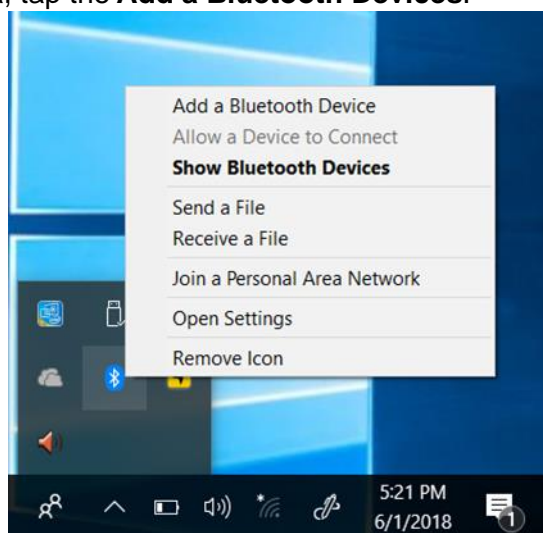 tap the Add a Bluetooth Devices.
Add a Bluetooth Device
Allow a Device to Connect
Show Bluetooth Devices
Send a File
Receive a File
Join a Personal Area Network
Open Settings
Remove Icon
5:21 PM
6/1/2018
1